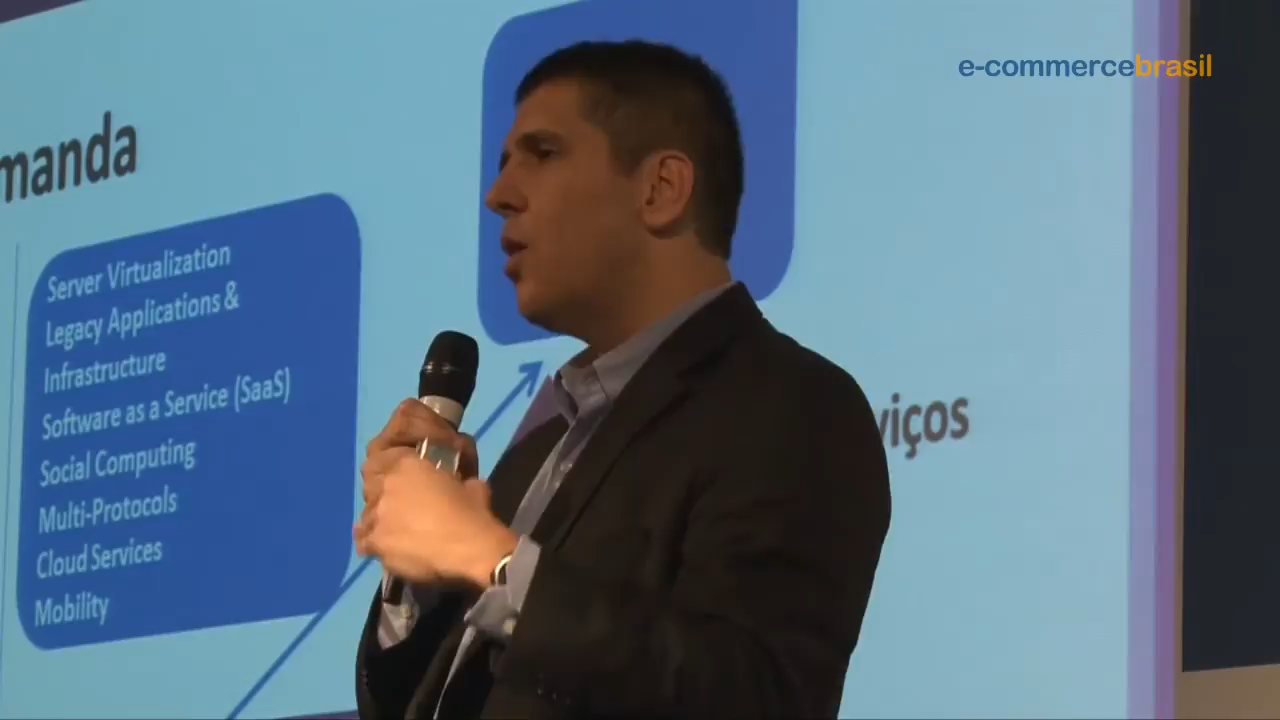 e-commercebrasil
manda
Server Virtualization
Legacy Applications &
Infrastructure
Software as a Service (SaaS)
Social Computing
Multi-Protocols
Cloud Services
Mobility
viços